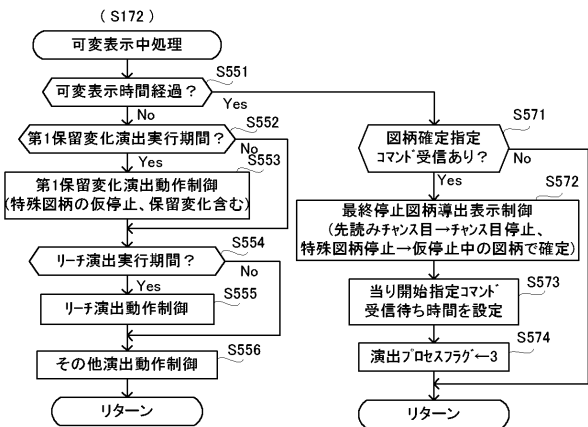 (S172)
可変表示中処理
S551
可変表示時間経過？
Yes
No
S552
第1保留変化演出実行期間？
No
Yes
S553
第1保留変化演出動作制御
(特殊図柄の仮停止、保留変化含む)
S554
リーチ演出実行期間？
No
Yes
S555
リーチ演出動作制御
S556
その他演出動作制御
リターン
S571
図柄確定指定
コマンド受信あり？
No
Yes
S572
最終停止図柄導出表示制御
(先読みチャンス目→チャンス目停止、
特殊図柄停止→仮停止中の図柄で確定)
S573
当り開始指定コマンド
受信待ち時間を設定
S574
演出プロセスフラグ←3
リターン